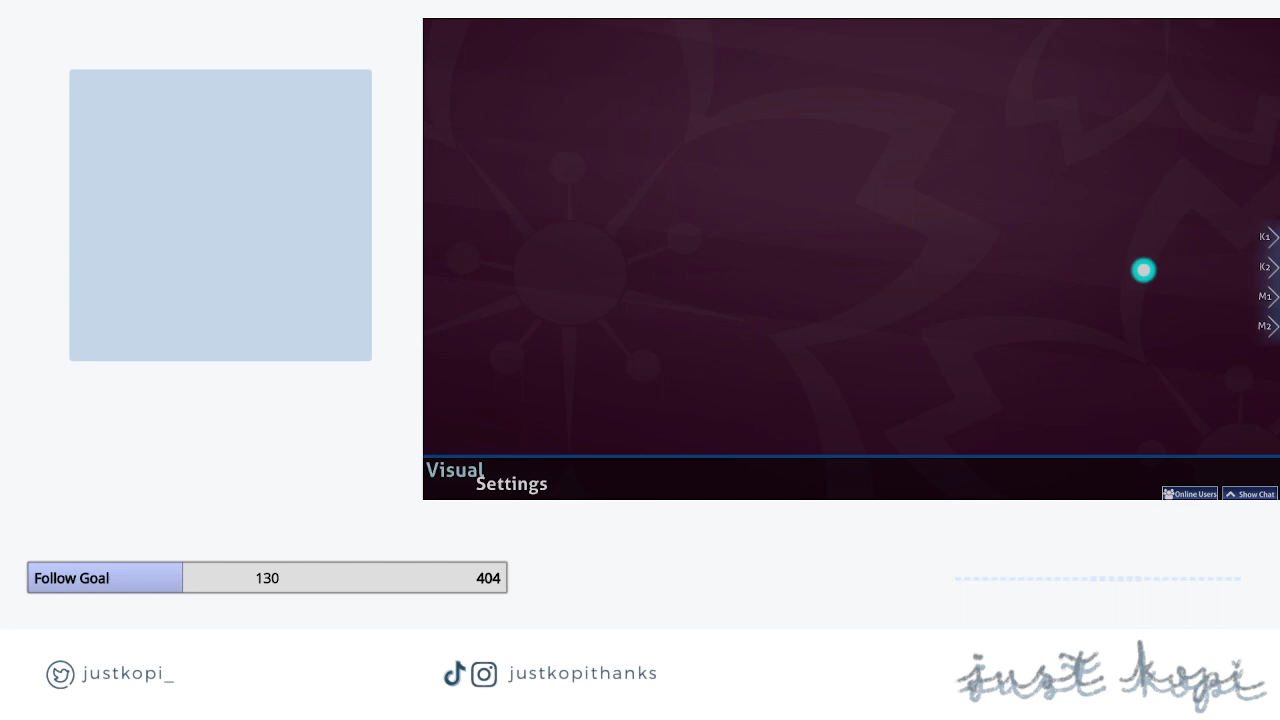 K1
K2
M1
M2
Visual
Settings
Online Users
Show Chat
Follow Goal 130 404
justkopi_
justkopithanks
just kopi